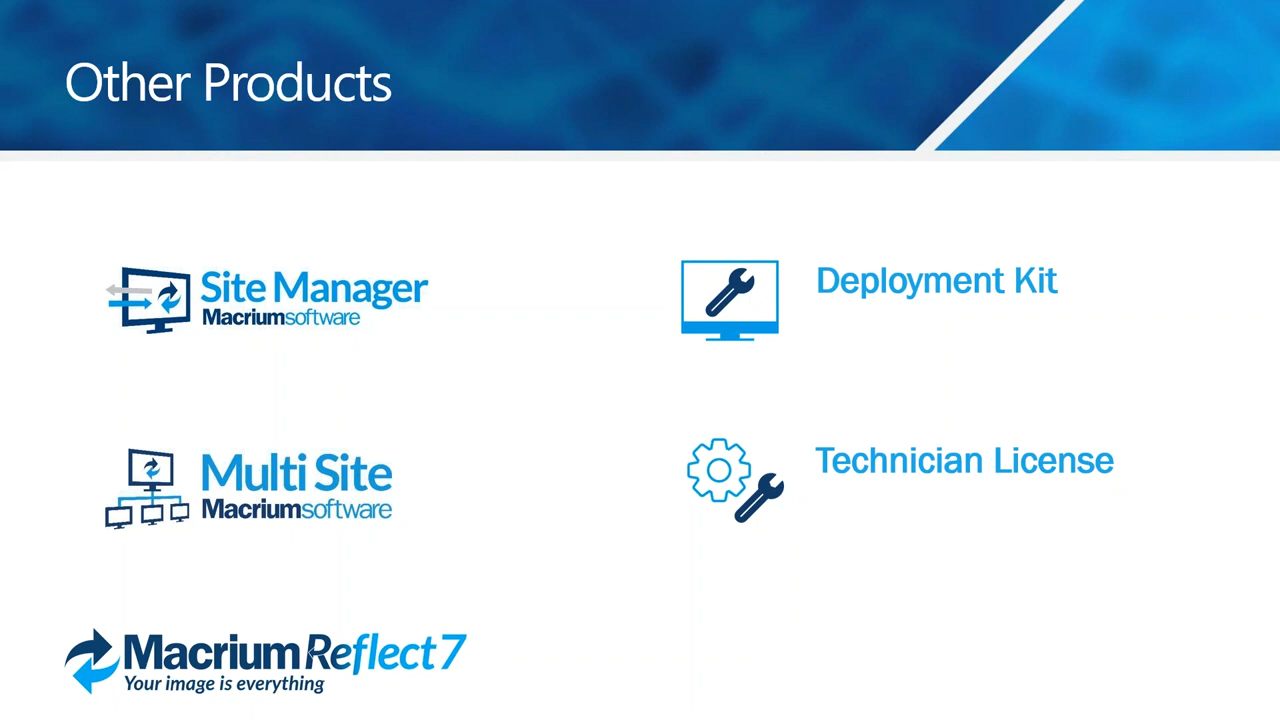 Other Products
Site Manager
Macriumsoftware
Deployment Kit
Multi Site
Macriumsoftware
Technician License
Macrium Reflect 7
Your image is everything